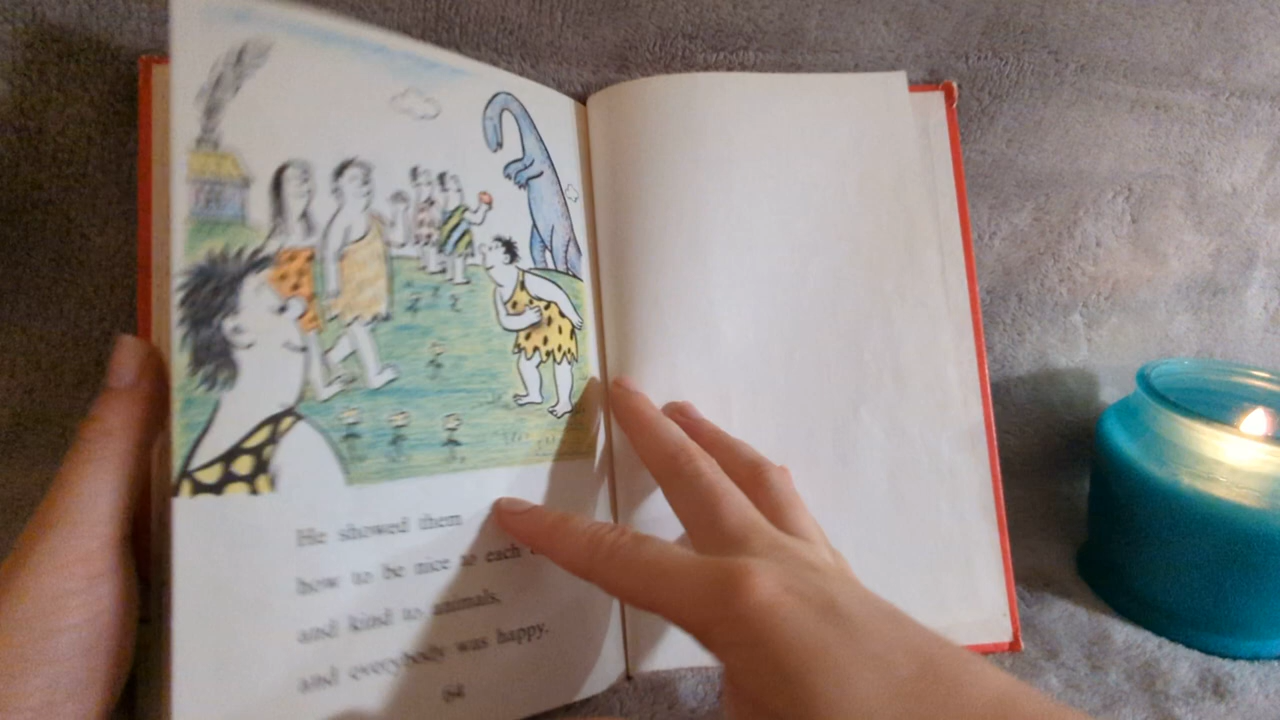 He showed them
how to be nice to each
and kind to animals,
and everybody was happy.
64